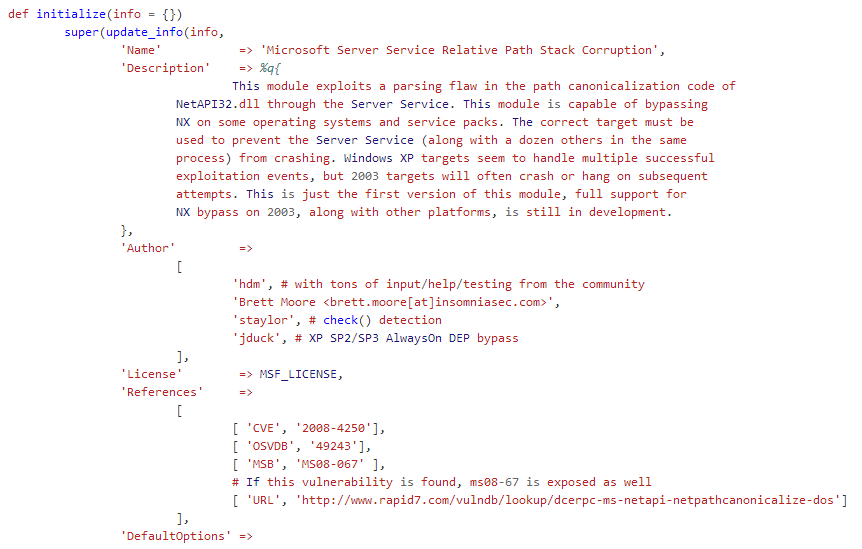 def initialize(info = {})
super(update_info(info,
'Name' => 'Microsoft Server Service Relative Path Stack Corruption',
'Description' => %q{
This module exploits a parsing flaw in the path canonicalization code of
NetAPI32.dll through the Server Service. This module is capable of bypassing
NX on some operating systems and service packs. The correct target must be
used to prevent the Server Service (along with a dozen others in the same
process) from crashing. Windows XP targets seem to handle multiple successful
exploitation events, but 2003 targets will often crash or hang on subsequent
attempts. This is just the first version of this module, full support for
NX bypass on 2003, along with other platforms, is still in development.
},
'Author' =>
[
'hdm', # with tons of input/help/testing from the community
'Brett Moore <brett.moore[at]insomniasec.com>',
'staylor', # check() detection
'jduck', # XP SP2/SP3 AlwaysOn DEP bypass
],
'License' => MSF_LICENSE,
'References' =>
[
[ 'CVE', '2008-4250'],
[ 'OSVDB', '49243'],
[ 'MSB', 'MS08-067' ],
# If this vulnerability is found, ms08-67 is exposed as well
[ 'URL', 'http://www.rapid7.com/vulndb/lookup/dcerpc-ms-netapi-netpathcanonicalize-dos']
],
'DefaultOptions' =>